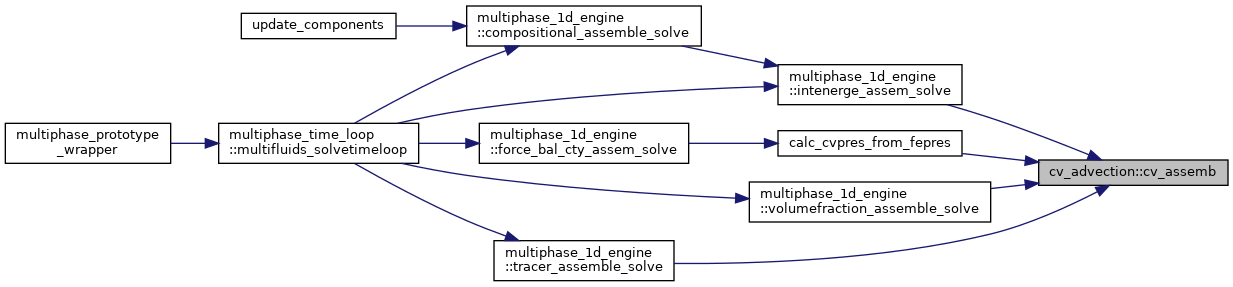 update_components
multiphase_1d_engine
::compositional_assemble_solve
multiphase_1d_engine
::intenerge_assem_solve
multiphase_prototype
_wrapper
multiphase_time_loop
::multifluids_solvetimeloop
multiphase_1d_engine
::force_bal_cty_assem_solve
calc_cvpres_from_fepres
cv_advection::cv_assemb
multiphase_1d_engine
::volumefraction_assemble_solve
multiphase_1d_engine
::tracer_assemble_solve